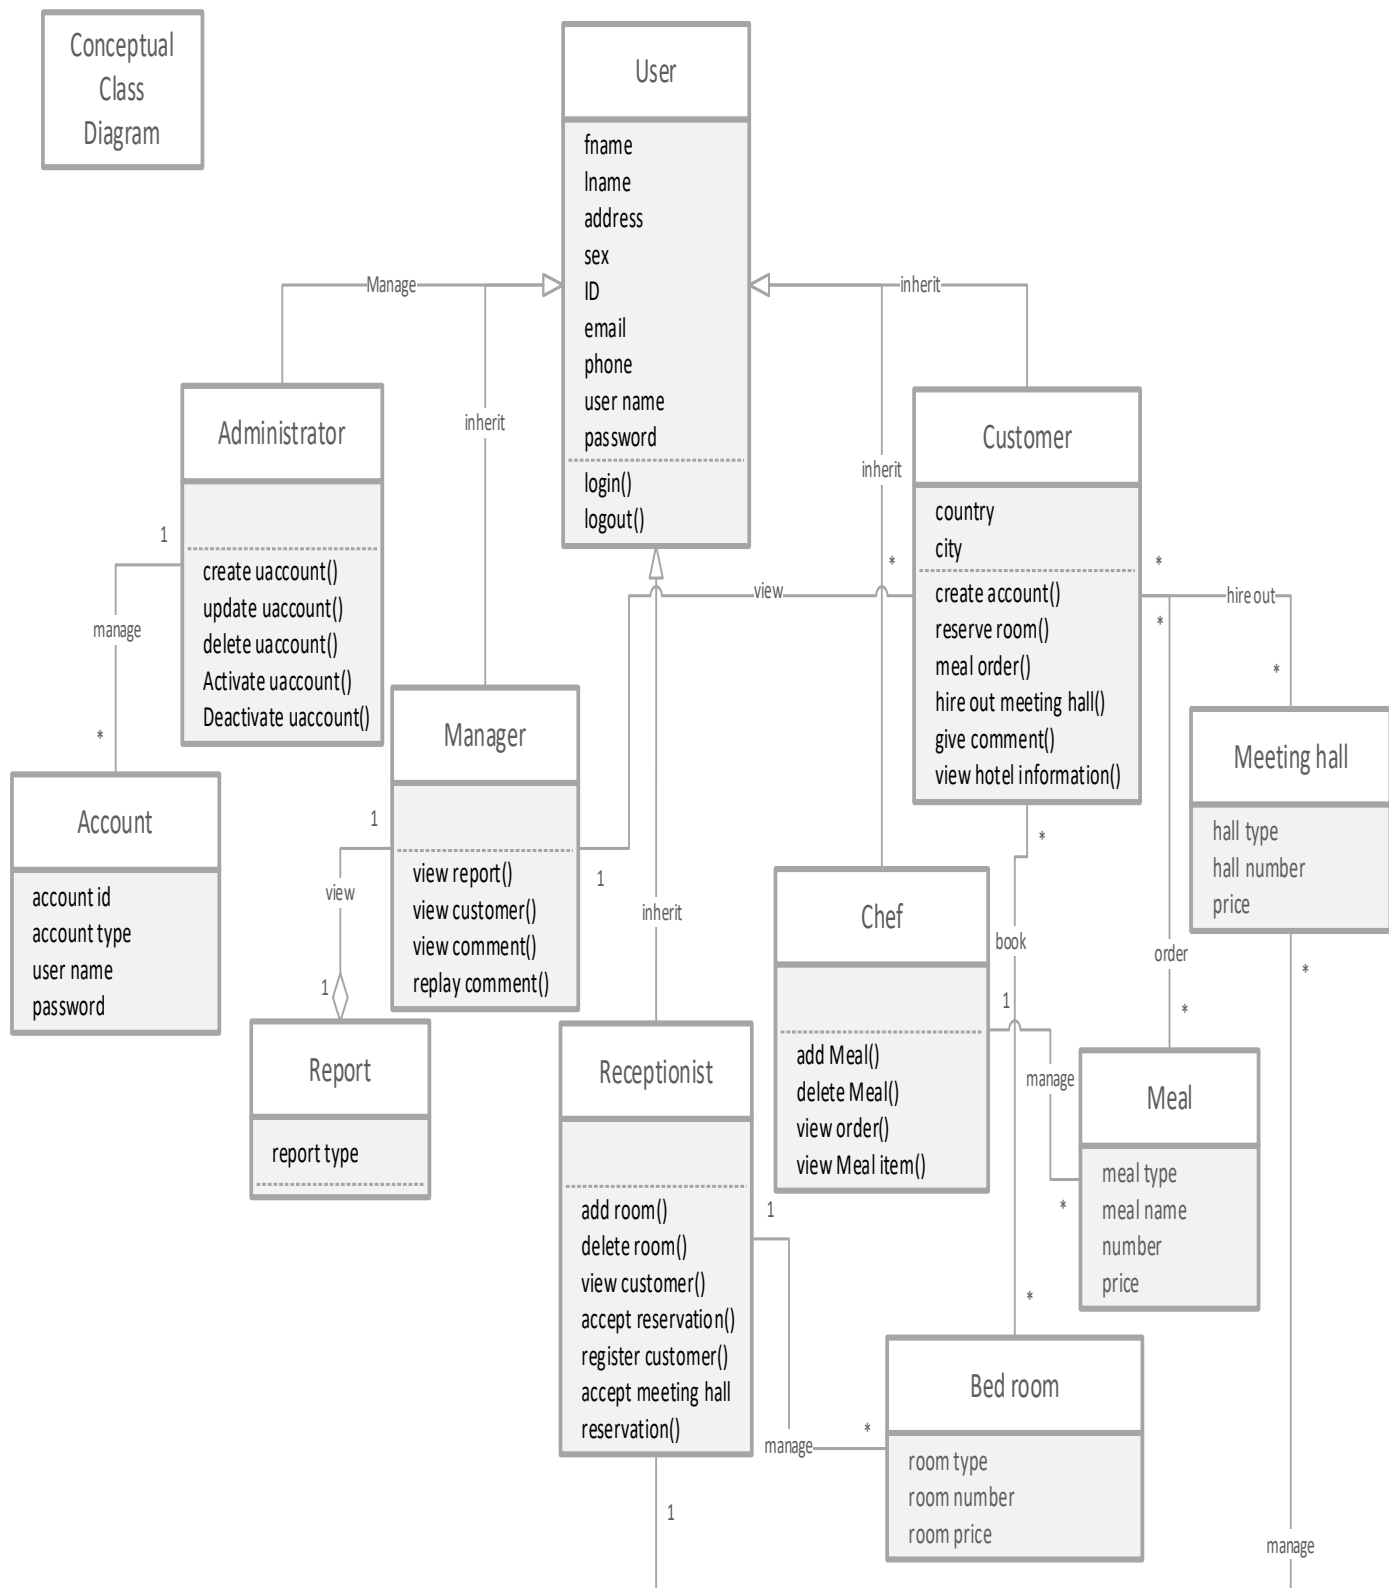 Conceptual
Class
Diagram
User
fname
lname
address
sex
ID
email
phone
user name
password
login()
logout()
Manage
inherit
inherit
inherit
Administrator
create uaccount()
update uaccount()
delete uaccount()
Activate uaccount()
Deactivate uaccount()
1
manage
*
Account
account id
account type
user name
password
Customer
country
city
create account()
reserve room()
meal order()
hire out meeting hall()
give comment()
view hotel information()
*
view
1
*
hire out
*
*
order
*
*
book
*
Manager
view report()
view customer()
view comment()
replay comment()
1
view
1
Report
report type
inherit
Meeting hall
hall type
hall number
price
*
manage
1
Chef
add Meal()
delete Meal()
view order()
view Meal item()
1
manage
*
Meal
meal type
meal name
number
price
Receptionist
add room()
delete room()
view customer()
accept reservation()
register customer()
accept meeting hall
reservation()
1
manage
*
Bed room
room type
room number
room price